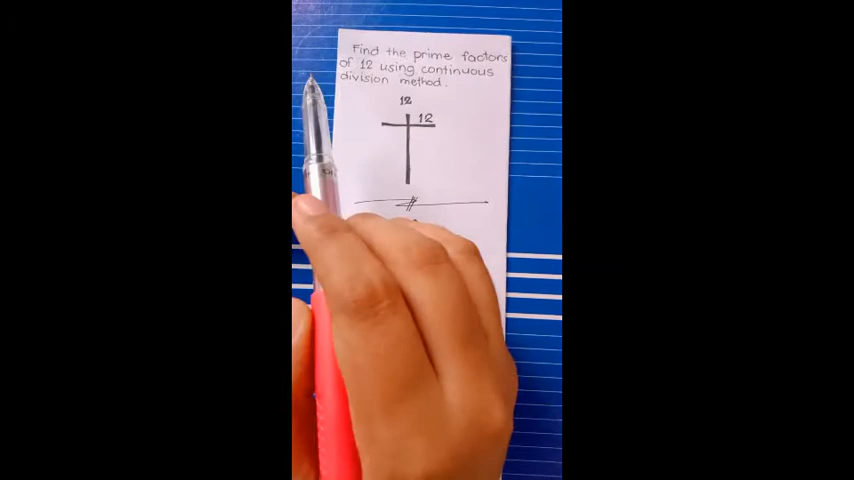 Find the prime factors
of 12 using continuous
division method.
12
12